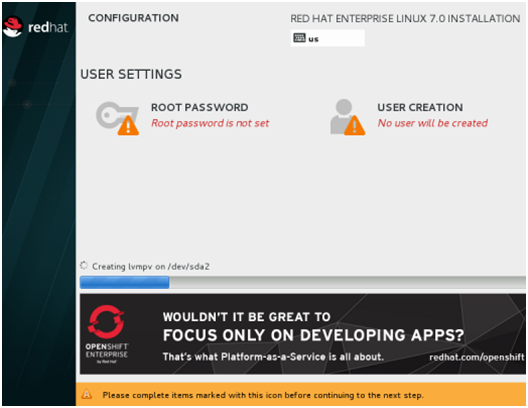 redhat
CONFIGURATION
RED HAT ENTERPRISE LINUX 7.0 INSTALLATION
us
USER SETTINGS
ROOT PASSWORD
Root password is not set
USER CREATION
No user will be created
Creating lvmpv on /dev/sda2
OPENSHIFT
ENTERPRISE
by Red Hat
WOULDN'T IT BE GREAT TO
FOCUS ONLY ON DEVELOPING APPS?
That's what Platform-as-a-Service is all about.
redhat.com/openshift
Please complete items marked with this icon before continuing to the next step.